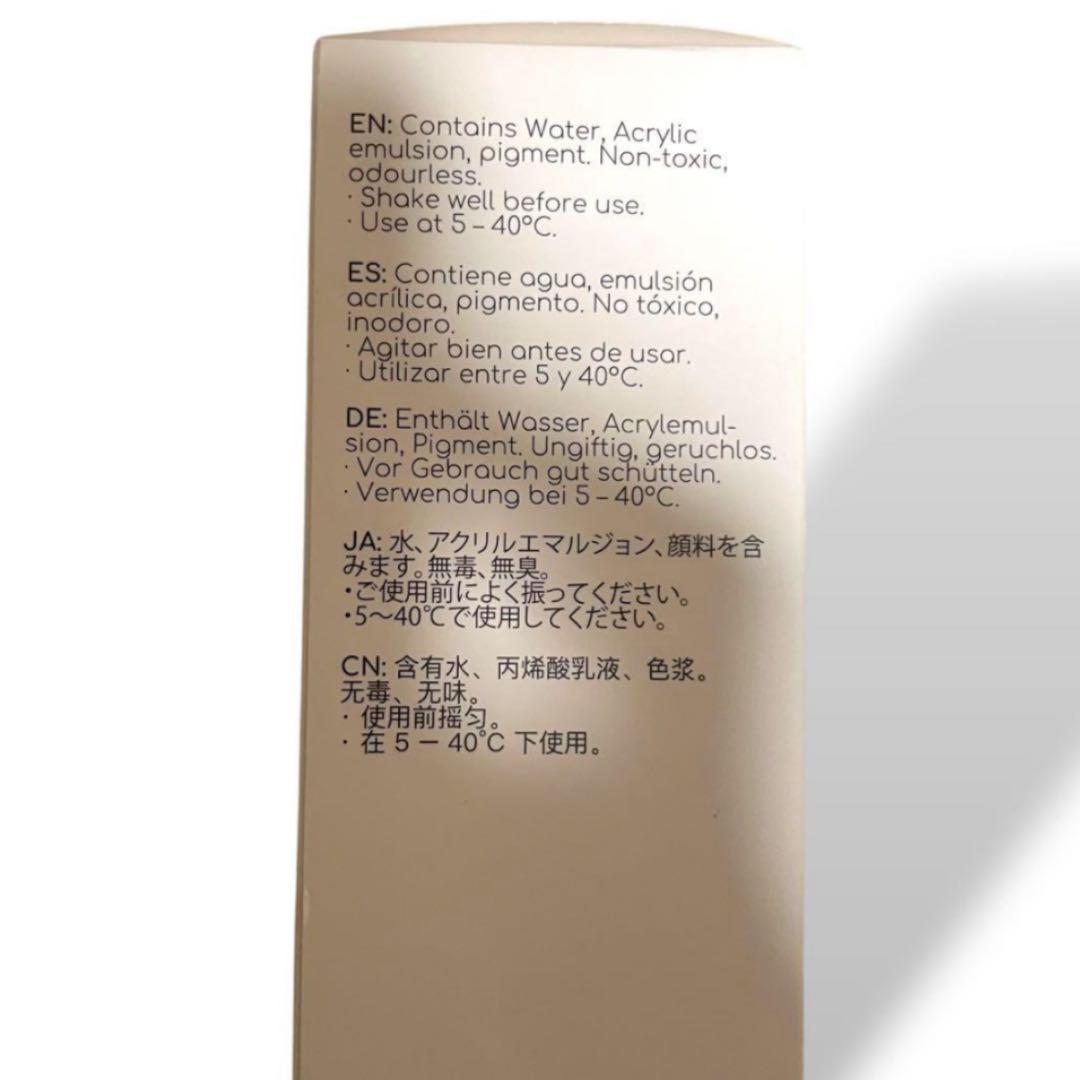 EN: Contains Water, Acrylic
emulsion, pigment. Non-toxic,
odourless.
· Shake well before use.
· Use at 5 – 40°C.
ES: Contiene agua, emulsión
acrílica, pigmento. No tóxico,
inodoro.
· Agitar bien antes de usar.
· Utilizar entre 5 y 40°C.
DE: Enthält Wasser, Acrylemul-
sion, Pigment. Ungiftig, geruchlos.
· Vor Gebrauch gut schütteln.
· Verwendung bei 5 – 40°C.
JA: 水、アクリルエマルジョン、顔料を含
みます。無毒、無臭。
・ご使用前によく振ってください。
・5～40℃で使用してください。
CN: 含有水、丙烯酸乳液、色浆。
无毒、无味。
· 使用前摇匀。
· 在 5 – 40℃ 下使用。